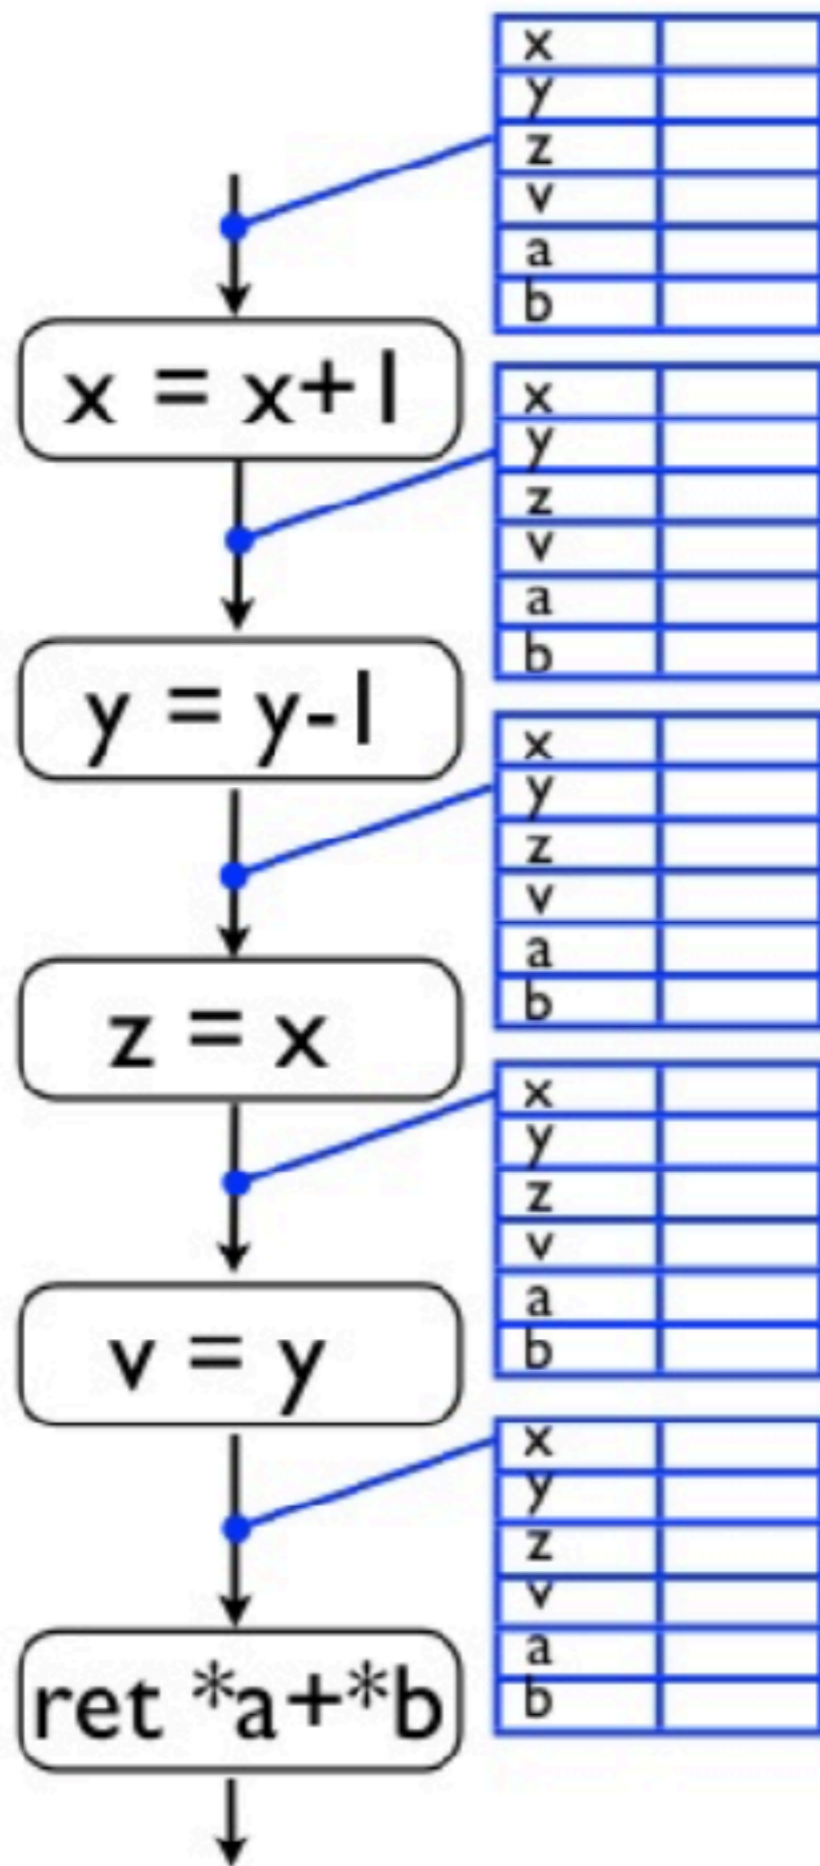 x
y
z
v
a
b
x = x+1
x
y
z
v
a
b
y = y-1
x
y
z
v
a
b
z = x
x
y
z
v
a
b
v = y
x
y
z
v
a
b
ret *a+*b